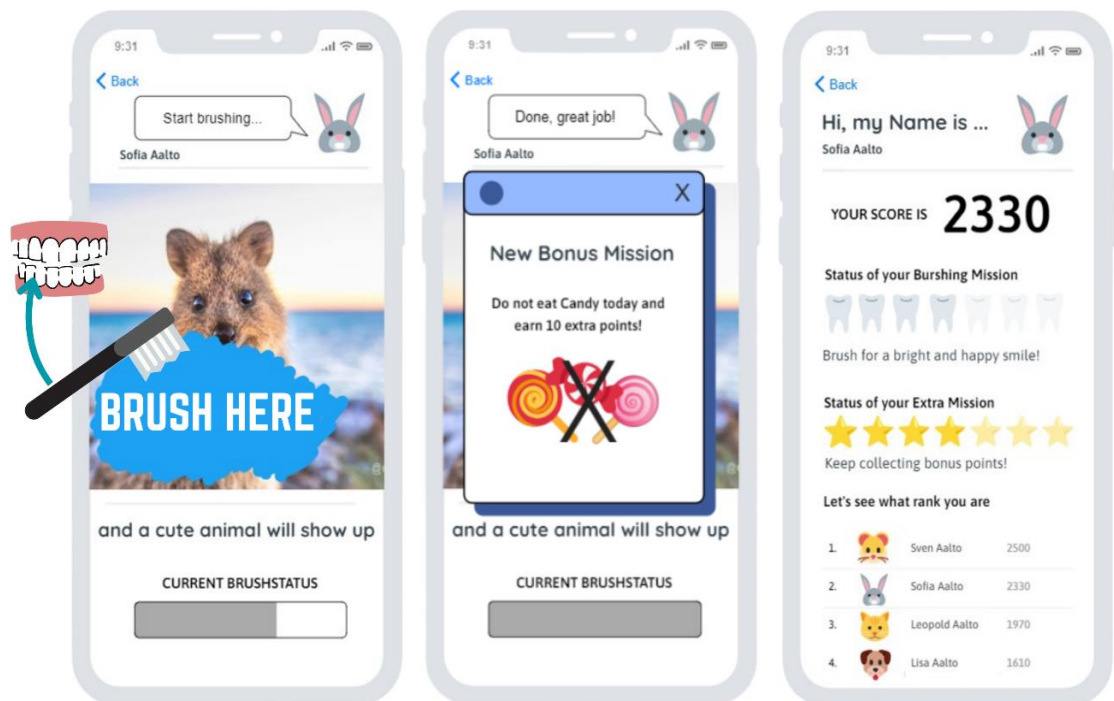 9:31
Back
Start brushing...
Sofia Aalto
BRUSH HERE
and a cute animal will show up
CURRENT BRUSHSTATUS
9:31
Back
Done, great job!
Sofia Aalto
X
New Bonus Mission
Do not eat Candy today and
earn 10 extra points!
and a cute animal will show up
CURRENT BRUSHSTATUS
9:31
Back
Hi, my Name is ...
Sofia Aalto
YOUR SCORE IS 2330
Status of your Burshing Mission
Brush for a bright and happy smile!
Status of your Extra Mission
Keep collecting bonus points!
Let's see what rank you are
1. Sven Aalto 2500
2. Sofia Aalto 2330
3. Leopold Aalto 1970
4. Lisa Aalto 1610